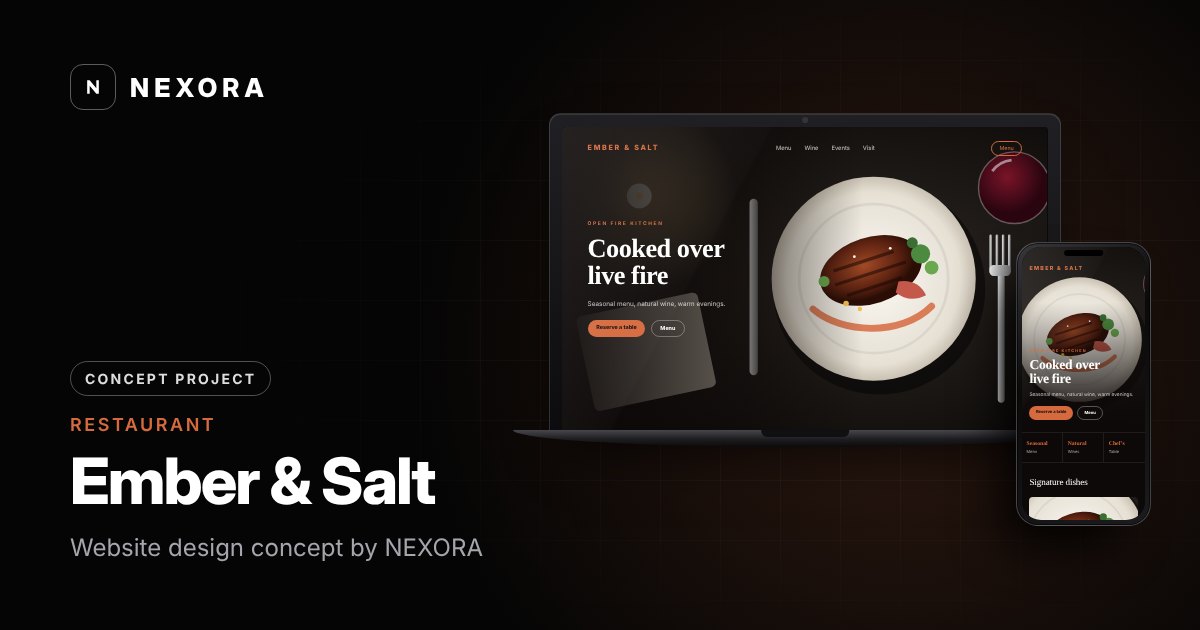 N NEXORA
CONCEPT PROJECT
RESTAURANT
Ember & Salt
Website design concept by NEXORA
EMBER & SALT
Menu Wine Events Visit
Menu
OPEN FIRE KITCHEN
Cooked over
live fire
Seasonal menu, natural wine, warm evenings.
Reserve a table Menu
EMBER & SALT
FIRE KITCHEN
Cooked over
live fire
Seasonal menu, natural wine, warm evenings.
Reserve a table Menu
Seasonal Natural Chef's
Menu Wines Table
Signature dishes